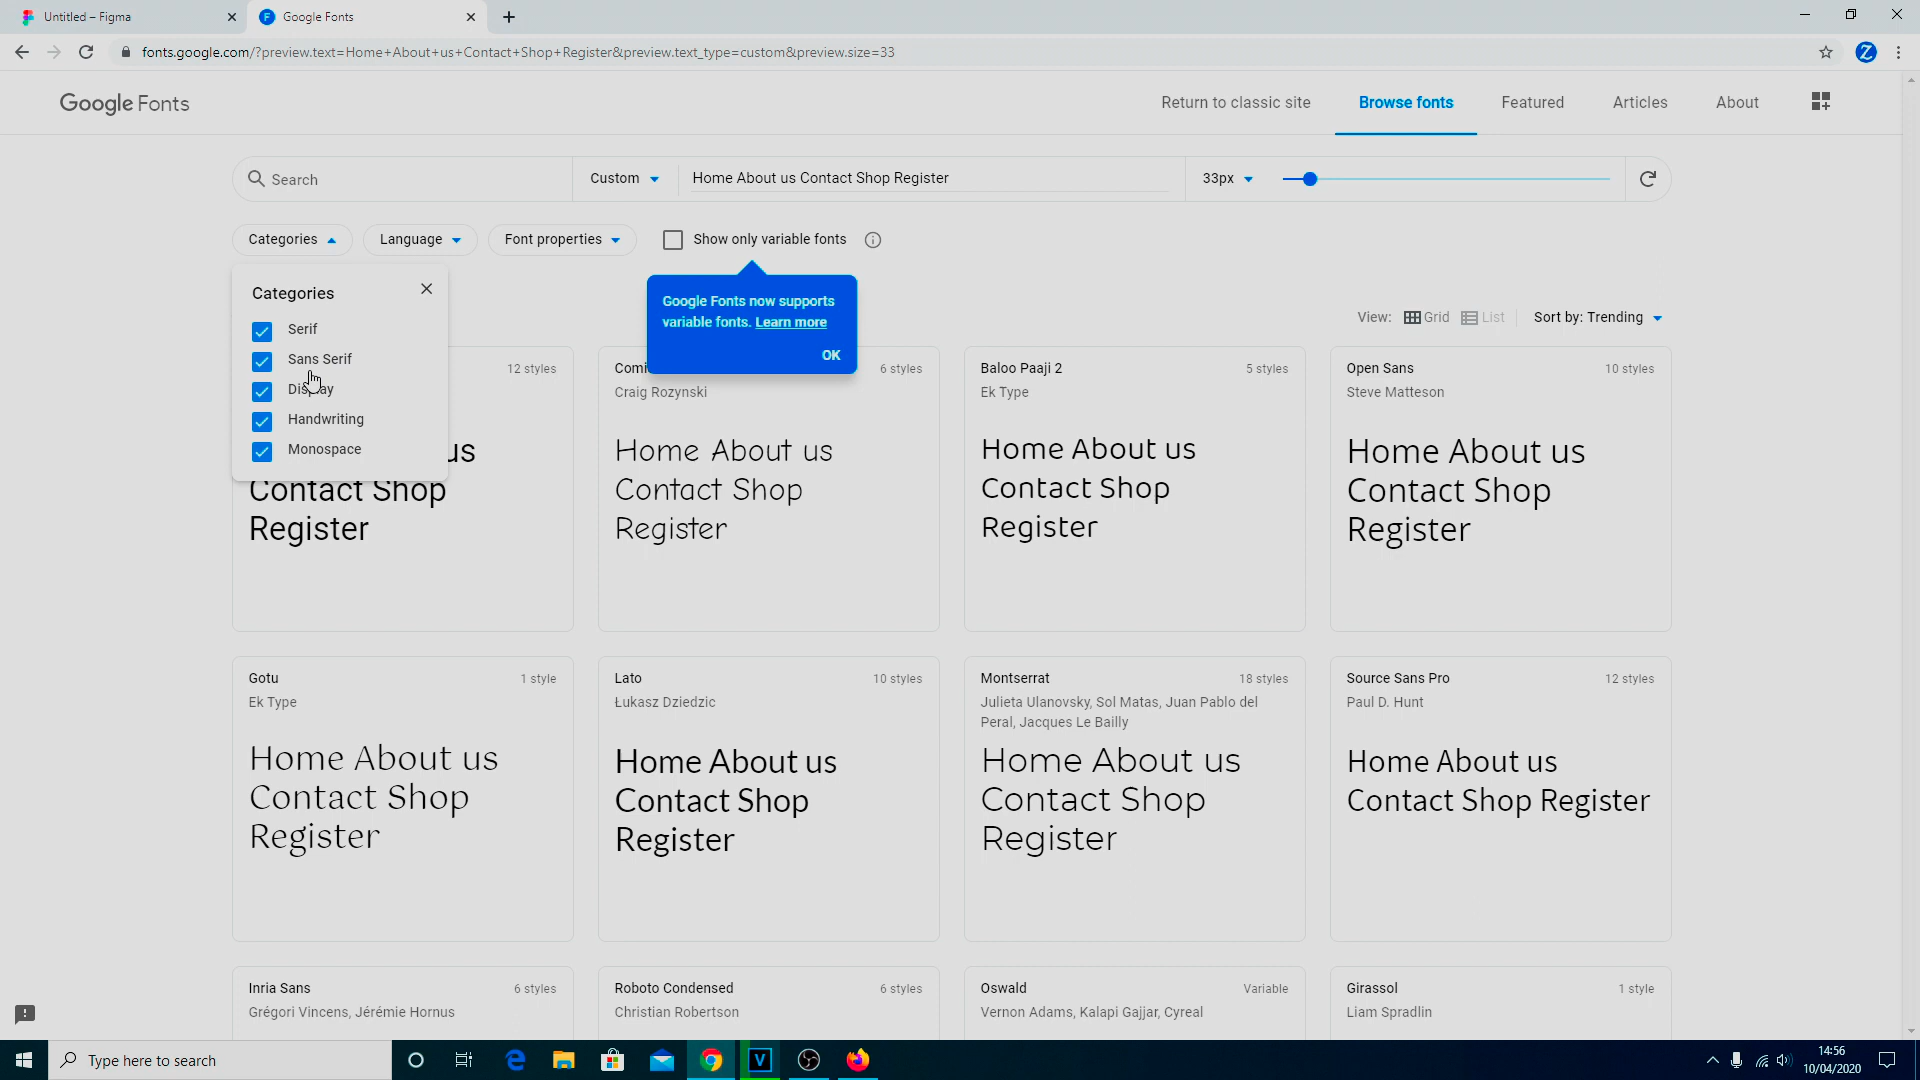 Untitled – Figma
Google Fonts
fonts.google.com/?preview.text=Home+About+us+Contact+Shop+Register&preview.text_type=custom&preview.size=33
Google Fonts
Return to classic site
Browse fonts
Featured
Articles
About
Search
Custom
Home About us Contact Shop Register
33px
Categories
Language
Font properties
Show only variable fonts
Categories
Serif
Sans Serif
Display
Handwriting
Monospace
Google Fonts now supports
variable fonts. Learn more
OK
View:
Grid
List
Sort by: Trending
12 styles
us
Contact Shop
Register
Comi
6 styles
Craig Rozynski
Home About us
Contact Shop
Register
Baloo Paaji 2
5 styles
Ek Type
Home About us
Contact Shop
Register
Open Sans
10 styles
Steve Matteson
Home About us
Contact Shop
Register
Gotu
1 style
Ek Type
Home About us
Contact Shop
Register
Lato
10 styles
Łukasz Dziedzic
Home About us
Contact Shop
Register
Montserrat
18 styles
Julieta Ulanovsky, Sol Matas, Juan Pablo del
Peral, Jacques Le Bailly
Home About us
Contact Shop
Register
Source Sans Pro
12 styles
Paul D. Hunt
Home About us
Contact Shop Register
Inria Sans
6 styles
Grégori Vincens, Jérémie Hornus
Roboto Condensed
6 styles
Christian Robertson
Oswald
Variable
Vernon Adams, Kalapi Gajjar, Cyreal
Girassol
1 style
Liam Spradlin
Type here to search
14:56
10/04/2020